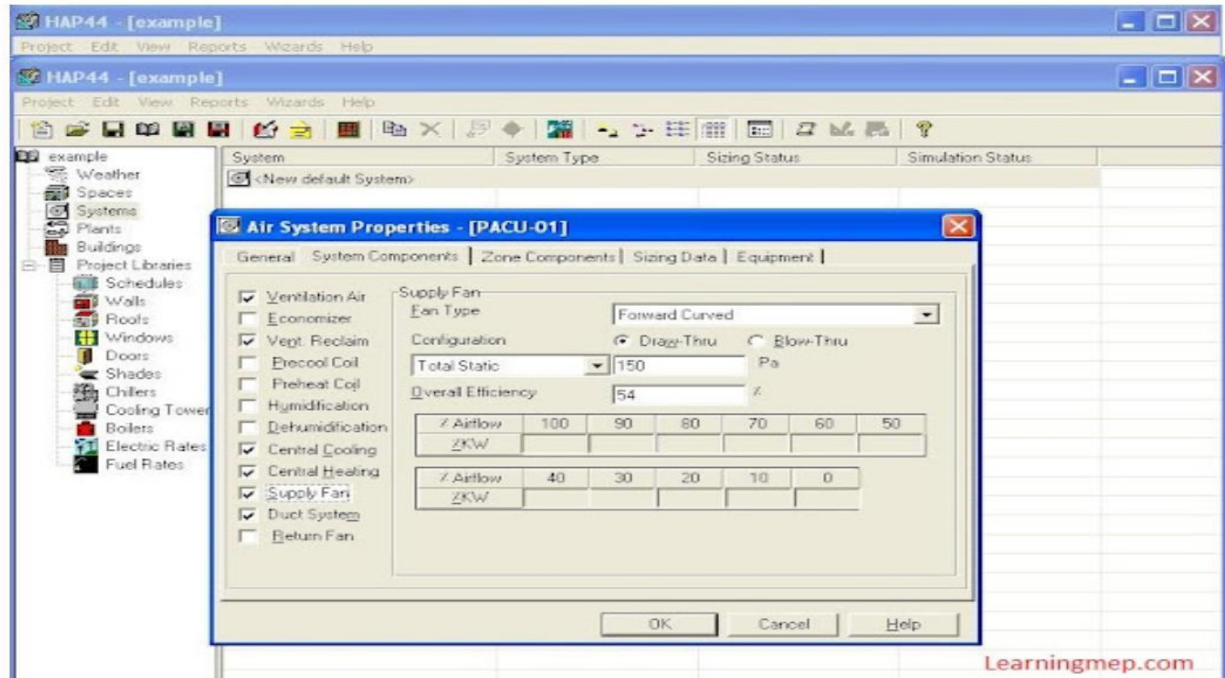 HAP44 - [example]
Project Edit View Reports Wizards Help
HAP44 - [example]
Project Edit View Reports Wizards Help
example
Weather
Spaces
Systems
Plants
Buildings
Project Libraries
Schedules
Walls
Roofs
Windows
Doors
Shades
Chillers
Cooling Tower
Boilers
Electric Rates
Fuel Rates
System System Type Sizing Status Simulation Status
<New default System>
Air System Properties - [PACU-01]
General System Components Zone Components Sizing Data Equipment
Ventilation Air
Economizer
Vent. Reclaim
Precool Coil
Preheat Coil
Humidification
Dehumidification
Central Cooling
Central Heating
Supply Fan
Duct System
Return Fan
Supply Fan
Fan Type Forward Curved
Configuration Draw-Thru Blow-Thru
Total Static 150 Pa
Overall Efficiency 54 %
% Airflow 100 90 80 70 60 50
%KW
% Airflow 40 30 20 10 0
%KW
OK Cancel Help
Learningmep.com